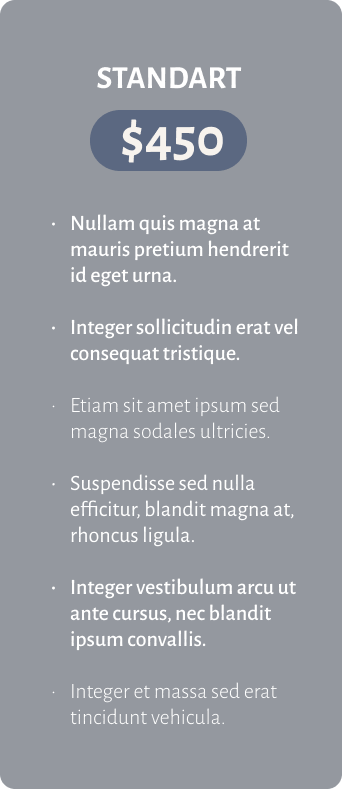 STANDART
$450
· Nullam quis magna at
mauris pretium hendrerit
id eget urna.
· Integer sollicitudin erat vel
consequat tristique.
· Etiam sit amet ipsum sed
magna sodales ultricies.
· Suspendisse sed nulla
efficitur, blandit magna at,
rhoncus ligula.
· Integer vestibulum arcu ut
ante cursus, nec blandit
ipsum convallis.
· Integer et massa sed erat
tincidunt vehicula.